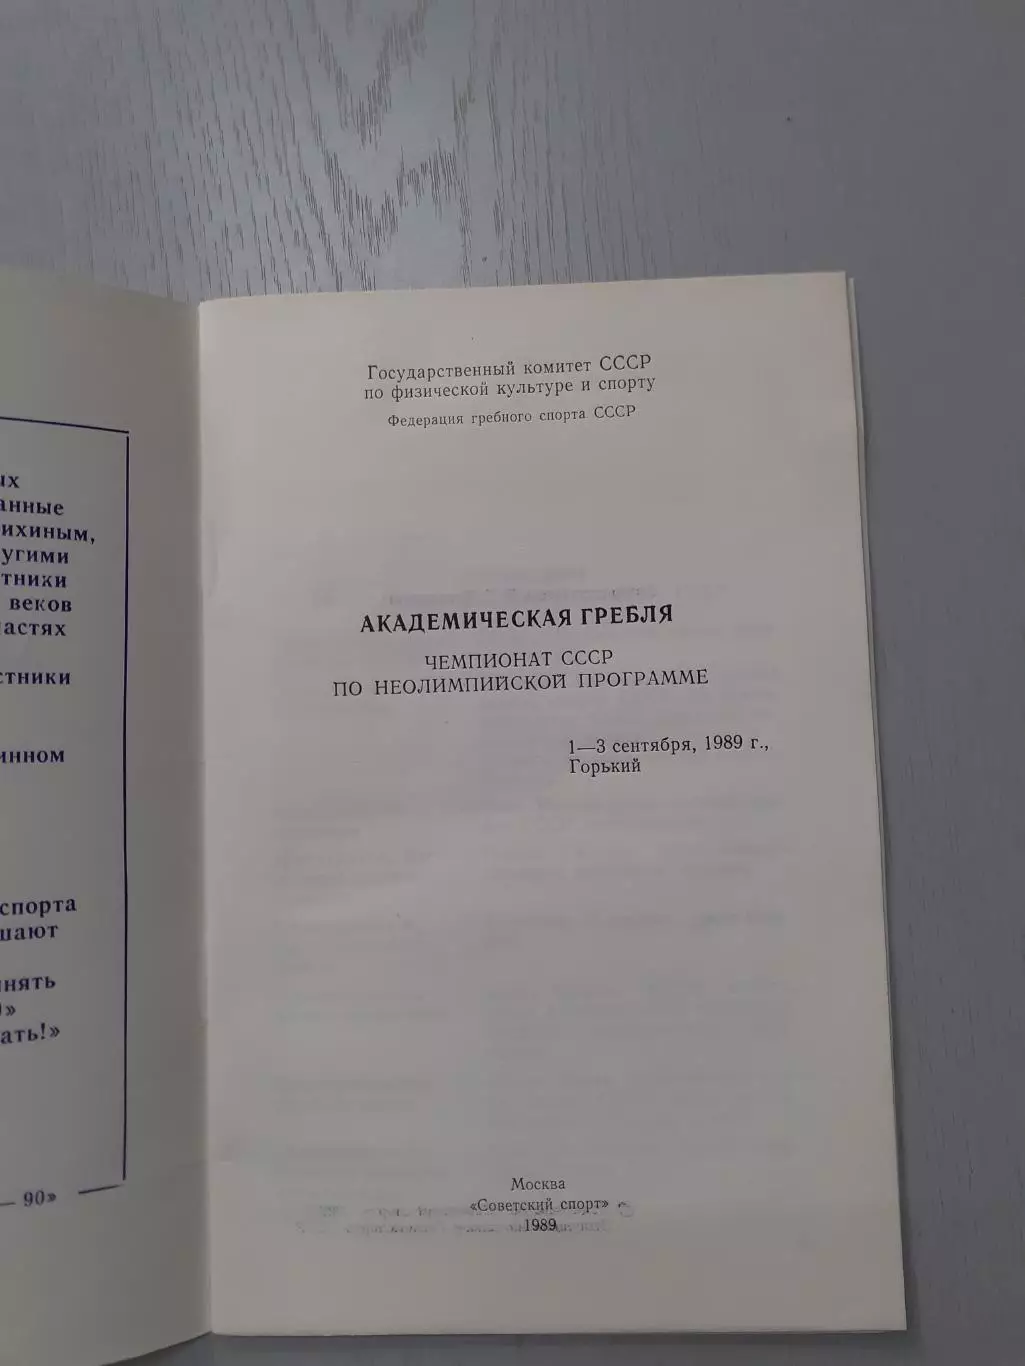 ых
анные
ихиным,
угими
тники
веков
частях
стники
инном
спорта
шают
нять
ать!»
— 90»
Государственный комитет СССР
по физической культуре и спорту
Федерация гребного спорта СССР
АКАДЕМИЧЕСКАЯ ГРЕБЛЯ
ЧЕМПИОНАТ СССР
ПО НЕОЛИМПИЙСКОЙ ПРОГРАММЕ
1—3 сентября, 1989 г.,
Горький
Москва
«Советский спорт»
1989